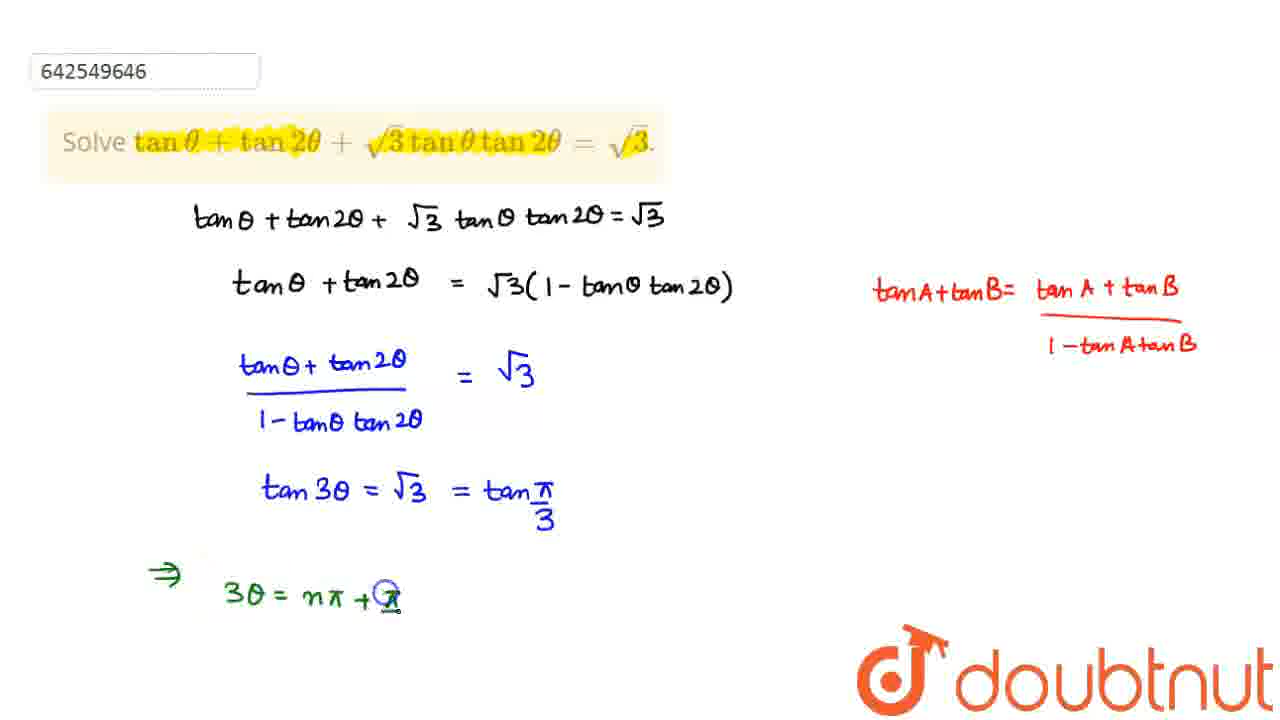 642549646
Solve tan θ + tan 2θ + √3 tan θ tan 2θ = √3.
tanθ + tan2θ + √3 tanθ tan2θ = √3
tanθ + tan2θ = √3(1 - tanθ tan2θ)
tanA+tanB = tanA + tanB
1 - tanA tanB
tanθ + tan2θ
1 - tanθ tan2θ
= √3
tan3θ = √3 = tan π
3
⇒ 3θ = nπ + π
doubtnut